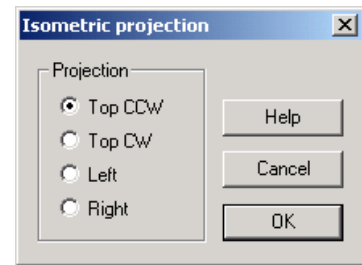 Isometric projection
Projection
Top CCW
Top CW
Left
Right
Help
Cancel
OK